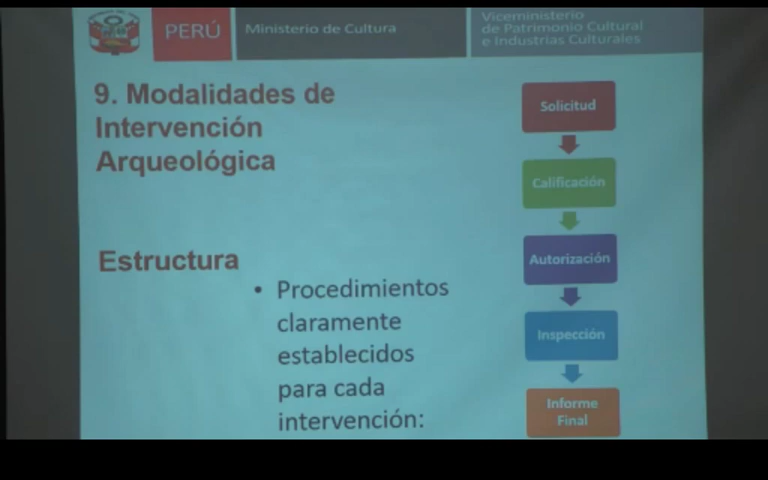 PERÚ
Ministerio de Cultura
Viceministerio
de Patrimonio Cultural
e Industrias Culturales
9. Modalidades de
Intervención
Arqueológica
Estructura
• Procedimientos
claramente
establecidos
para cada
intervención:
Solicitud
Calificación
Autorización
Inspección
Informe
Final